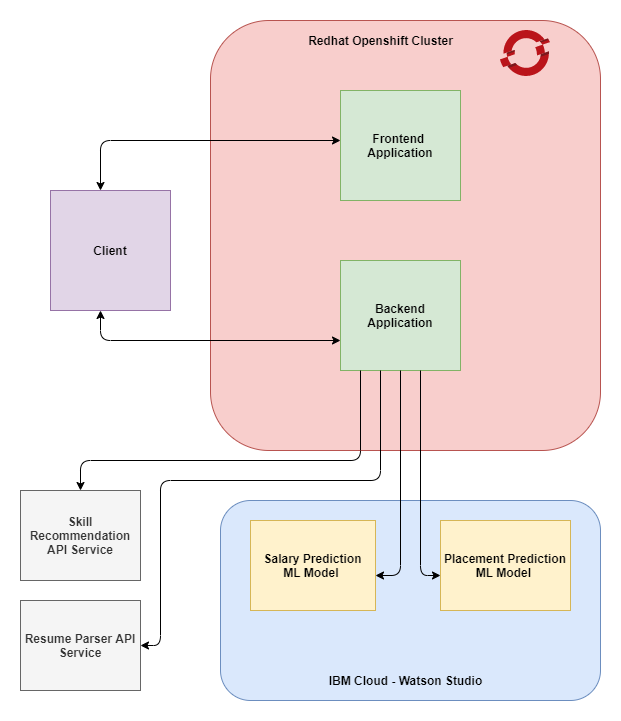 Redhat Openshift Cluster
Frontend
Application
Client
Backend
Application
Skill
Recommendation
API Service
Salary Prediction
ML Model
Placement Prediction
ML Model
Resume Parser API
Service
IBM Cloud - Watson Studio